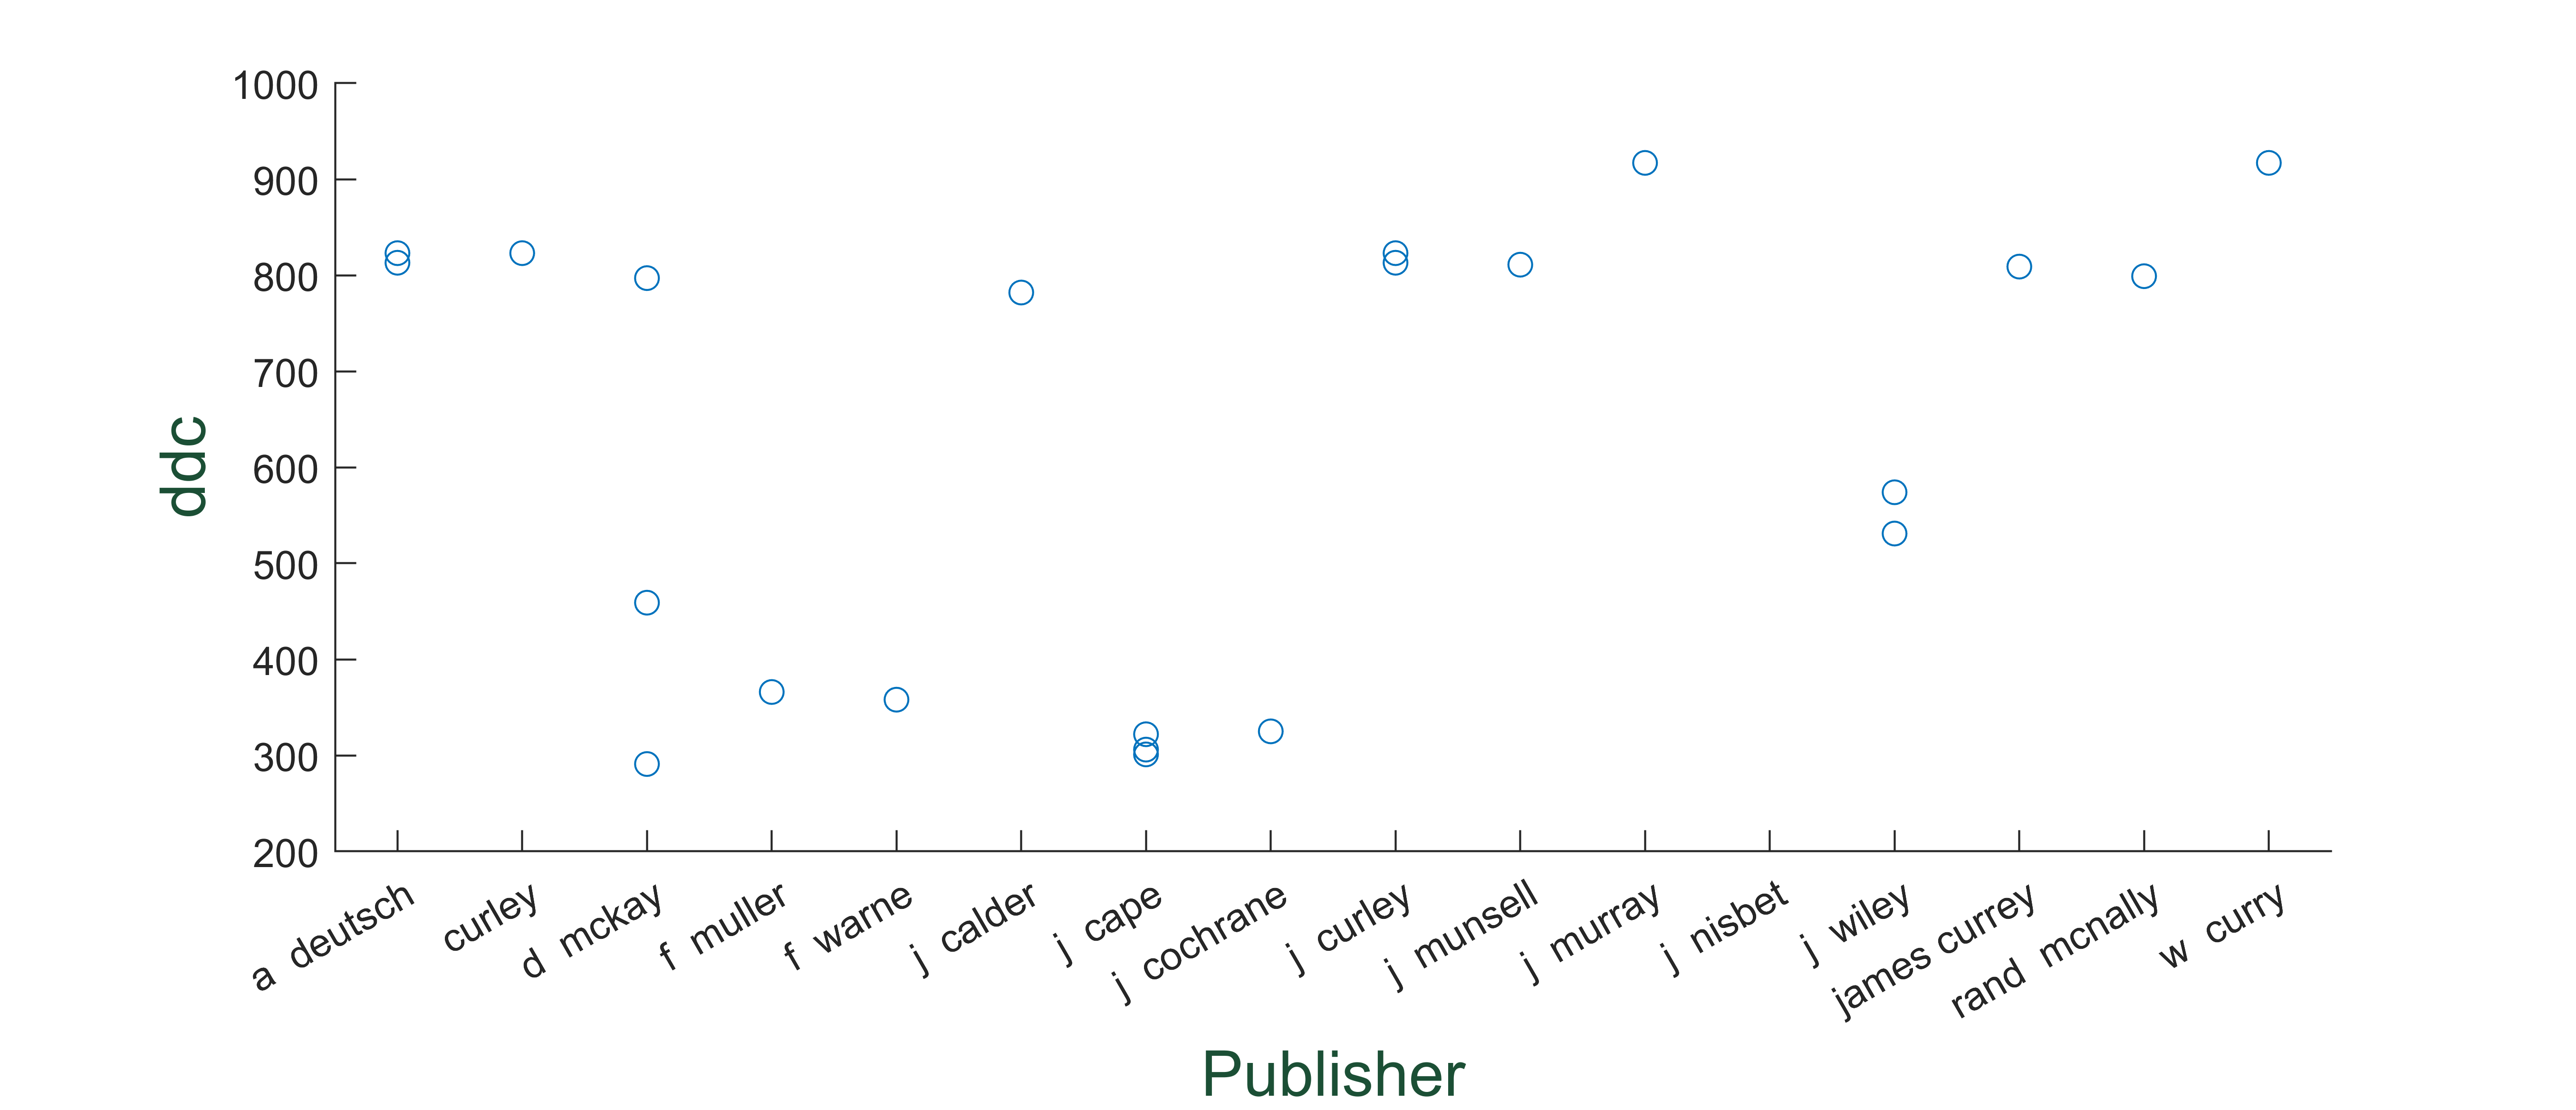 1000
900
800
700
600
500
400
300
200
ddc
a deutsch
curley
d mckay
f muller
f warne
j calder
j cape
j cochrane
j curley
j munsell
j murray
j nisbet
j wiley
james currey
rand mcnally
w curry
Publisher